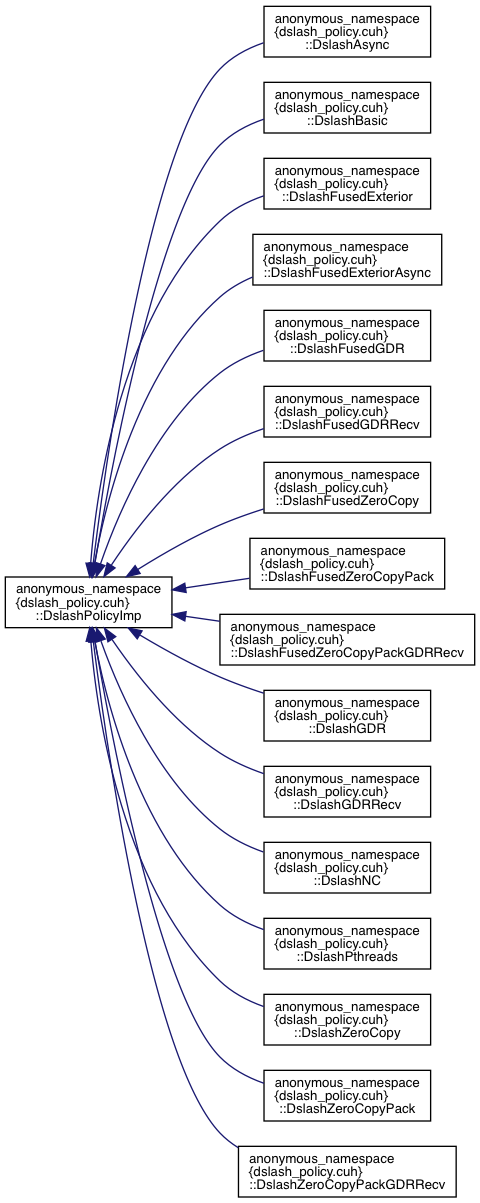 anonymous_namespace
{dslash_policy.cuh}
::DslashAsync
anonymous_namespace
{dslash_policy.cuh}
::DslashBasic
anonymous_namespace
{dslash_policy.cuh}
::DslashFusedExterior
anonymous_namespace
{dslash_policy.cuh}
::DslashFusedExteriorAsync
anonymous_namespace
{dslash_policy.cuh}
::DslashFusedGDR
anonymous_namespace
{dslash_policy.cuh}
::DslashFusedGDRRecv
anonymous_namespace
{dslash_policy.cuh}
::DslashFusedZeroCopy
anonymous_namespace
{dslash_policy.cuh}
::DslashFusedZeroCopyPack
anonymous_namespace
{dslash_policy.cuh}
::DslashPolicyImp
anonymous_namespace
{dslash_policy.cuh}
::DslashFusedZeroCopyPackGDRRecv
anonymous_namespace
{dslash_policy.cuh}
::DslashGDR
anonymous_namespace
{dslash_policy.cuh}
::DslashGDRRecv
anonymous_namespace
{dslash_policy.cuh}
::DslashNC
anonymous_namespace
{dslash_policy.cuh}
::DslashPthreads
anonymous_namespace
{dslash_policy.cuh}
::DslashZeroCopy
anonymous_namespace
{dslash_policy.cuh}
::DslashZeroCopyPack
anonymous_namespace
{dslash_policy.cuh}
::DslashZeroCopyPackGDRRecv